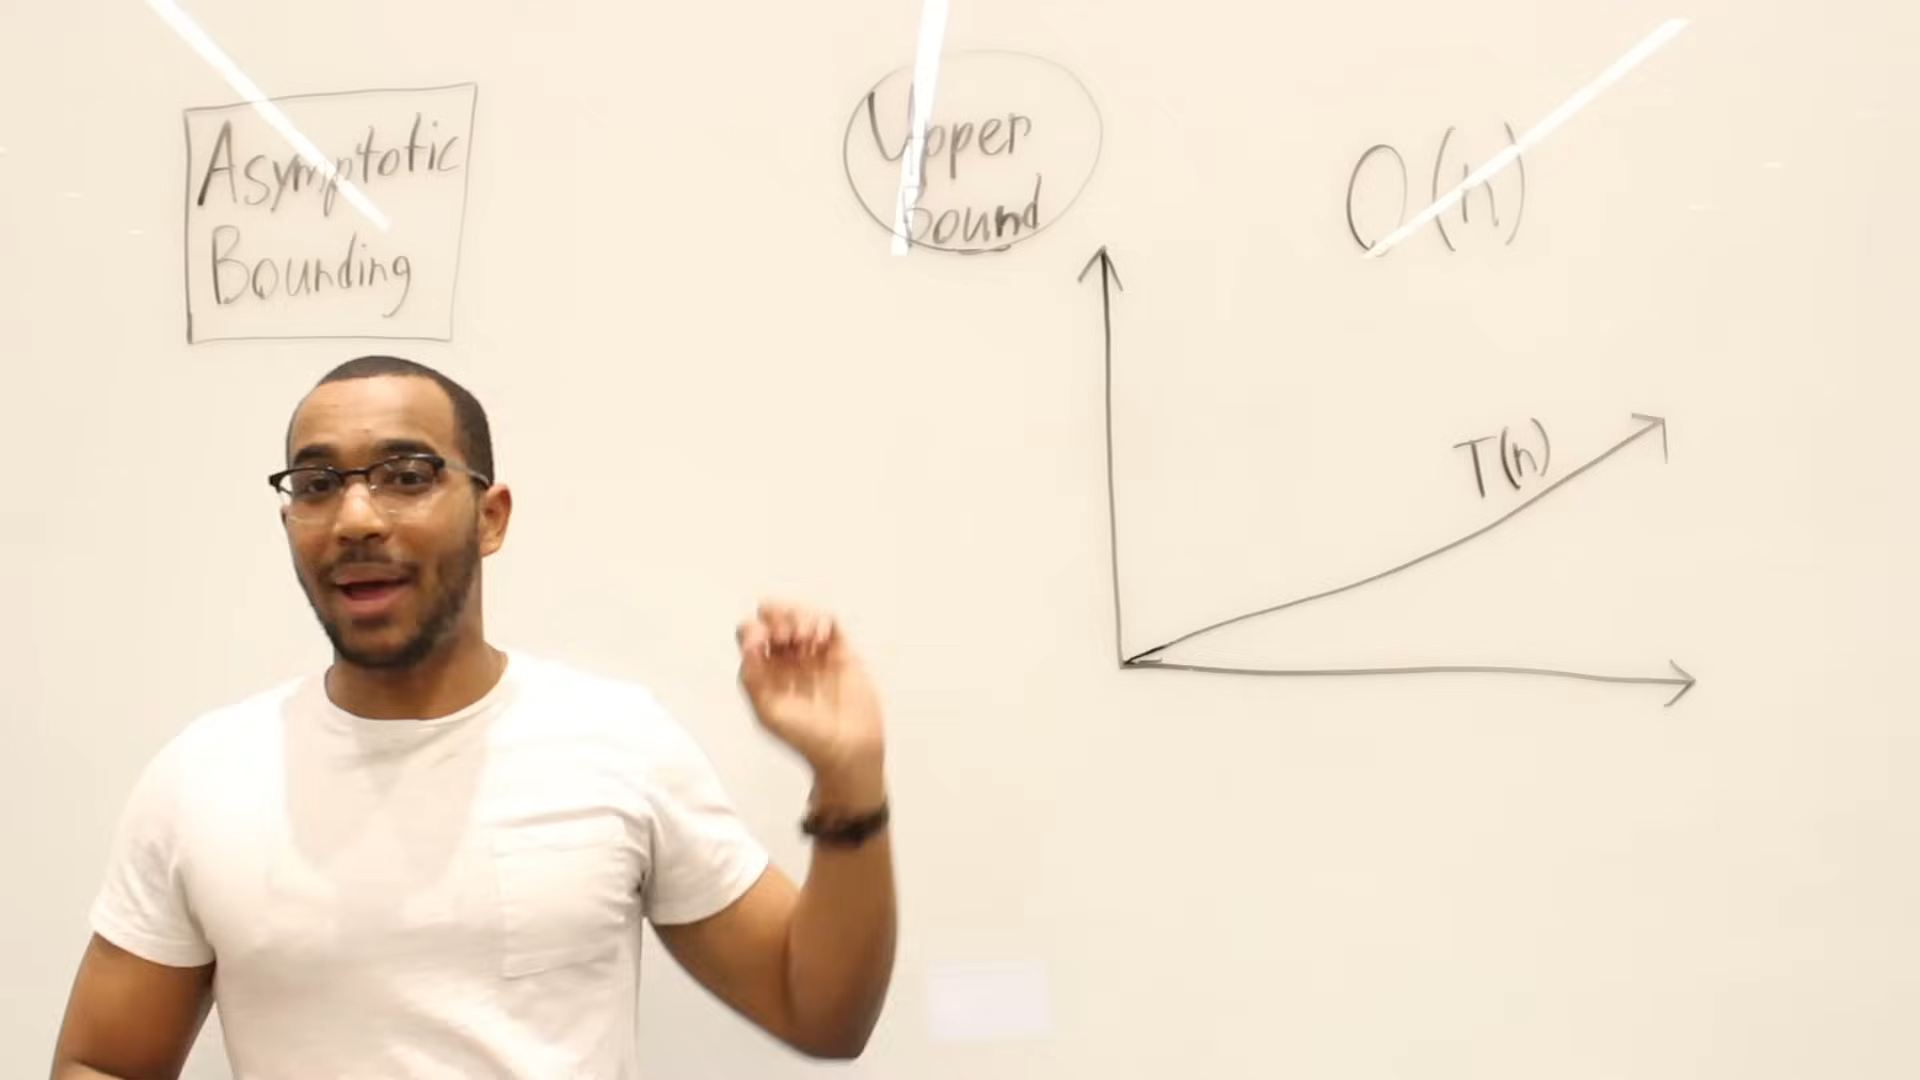 Asymptotic
Bounding
Upper
Bound
O(n)
T(n)